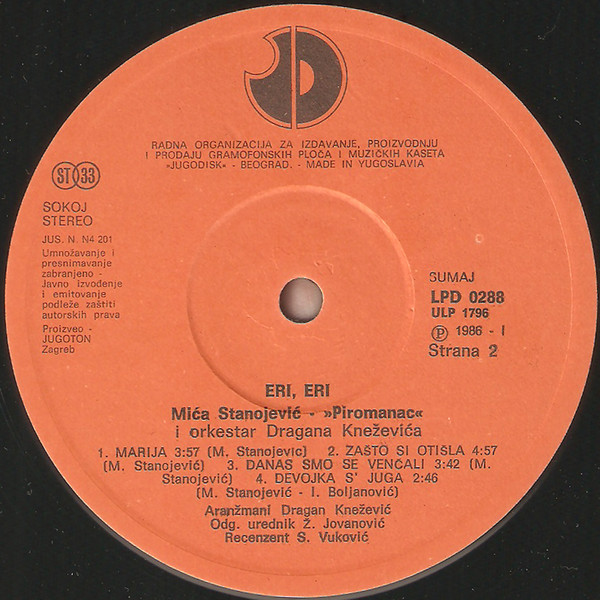 RADNA ORGANIZACIJA ZA IZDAVANJE, PROIZVODNJU
I PRODAJU GRAMOFONSKIH PLOČA I MUZIČKIH KASETA
»JUGODISK« - BEOGRAD. - MADE IN YUGOSLAVIA
ST 33
SOKOJ
STEREO
JUS. N. N4 201
Umnožavanje i
presnimavanje
zabranjeno -
Javno izvođenje
i emitovanje
podleže zaštiti
autorskih prava
Proizveo -
JUGOTON
Zagreb
SUMAJ
LPD 0288
ULP 1796
Ⓟ 1986 - I
Strana 2
ERI, ERI
Mića Stanojević - »Piromanac«
i orkestar Dragana Kneževića
1. MARIJA 3:57 (M. Stanojevic) 2. ZAŠTO SI OTIŠLA 4:57
(M. Stanojević) 3. DANAS SMO SE VENČALI 3:42 (M.
Stanojević) 4. DEVOJKA S' JUGA 2:46
(M. Stanojević - I. Boljanović)
Aranžmani Dragan Knežević
Odg. urednik Ž. Jovanović
Recenzent S. Vuković